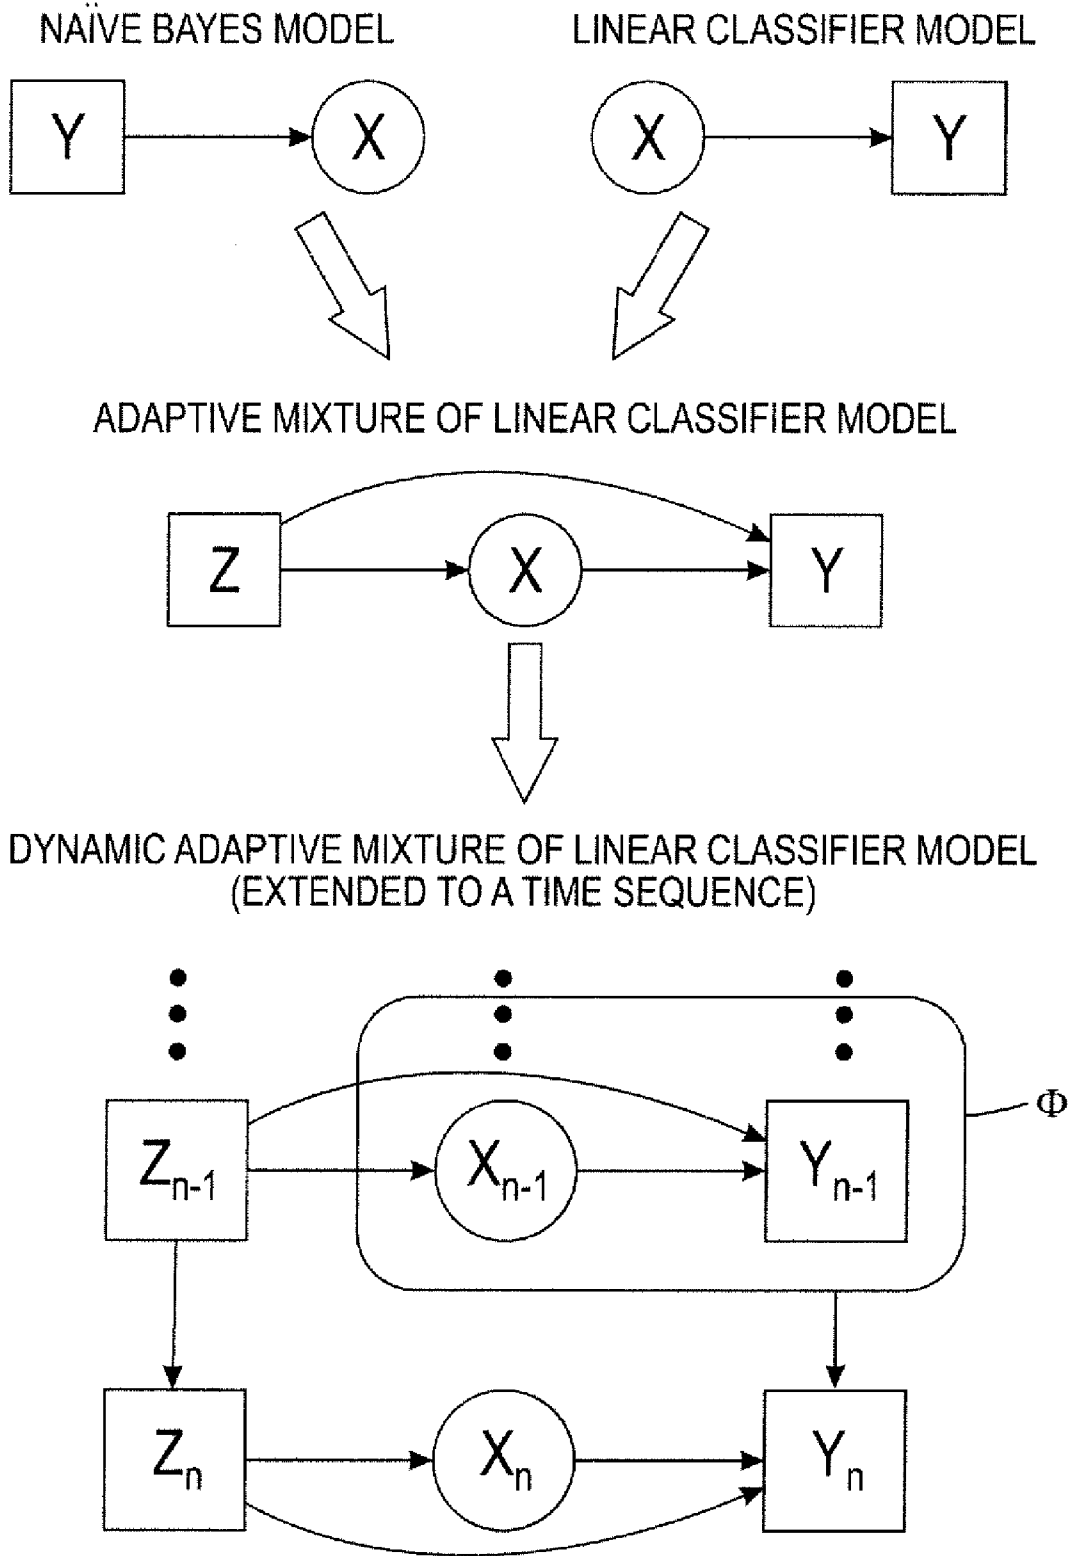 NAÏVE BAYES MODEL
LINEAR CLASSIFIER MODEL
Y X
X Y
ADAPTIVE MIXTURE OF LINEAR CLASSIFIER MODEL
Z X Y
DYNAMIC ADAPTIVE MIXTURE OF LINEAR CLASSIFIER MODEL
(EXTENDED TO A TIME SEQUENCE)
Φ
Zn-1 Xn-1 Yn-1
Zn Xn Yn